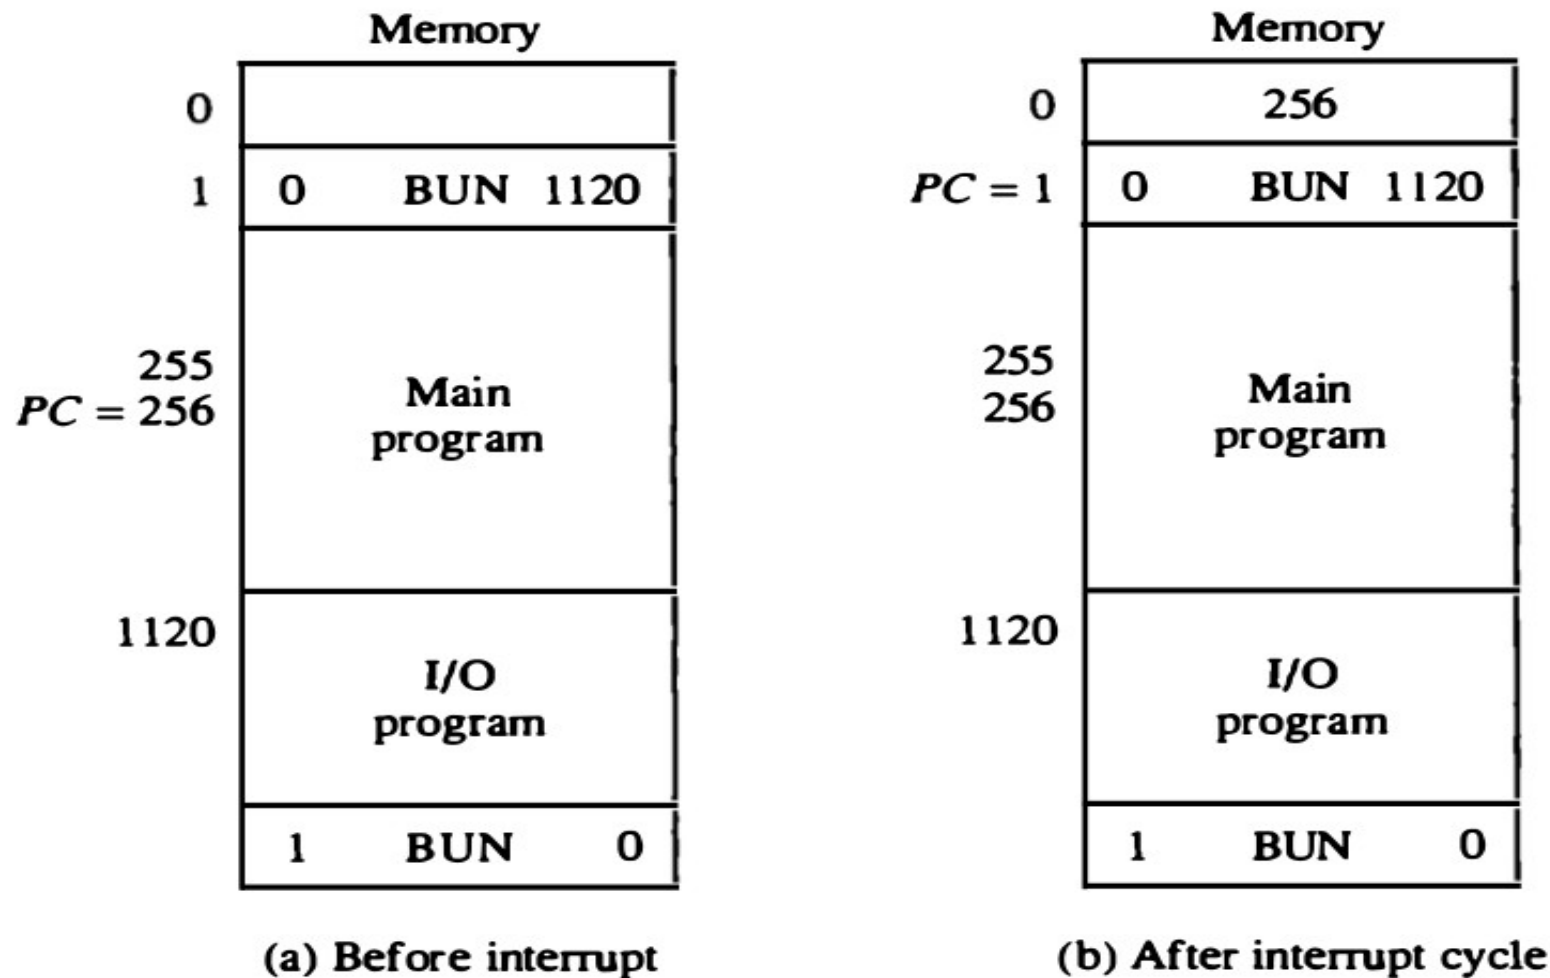 Memory
0
1 0 BUN 1120
255
PC = 256
Main
program
1120
I/O
program
1 BUN 0
(a) Before interrupt
Memory
0 256
PC = 1 0 BUN 1120
255
256
Main
program
1120
I/O
program
1 BUN 0
(b) After interrupt cycle